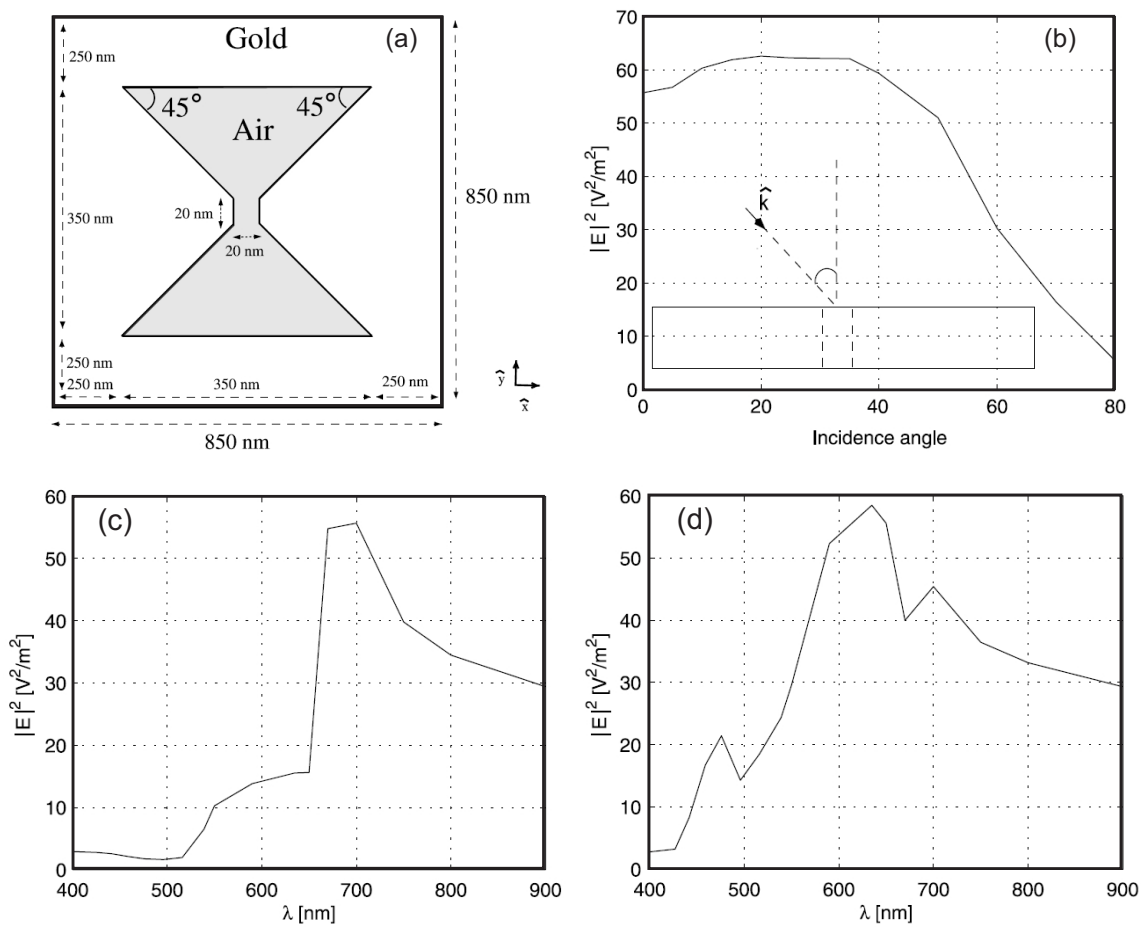 Gold
(a)
250 nm
45°
45°
Air
850 nm
20 nm
350 nm
20 nm
250 nm
250 nm
350 nm
250 nm
ŷ
x̂
850 nm
(b)
70
60
50
40
30
20
10
0
|E|² [V²/m²]
k̂
0
20
40
60
80
Incidence angle
(c)
60
50
40
30
20
10
0
|E|² [V²/m²]
400
500
600
700
800
900
λ [nm]
(d)
60
50
40
30
20
10
0
|E|² [V²/m²]
400
500
600
700
800
900
λ [nm]